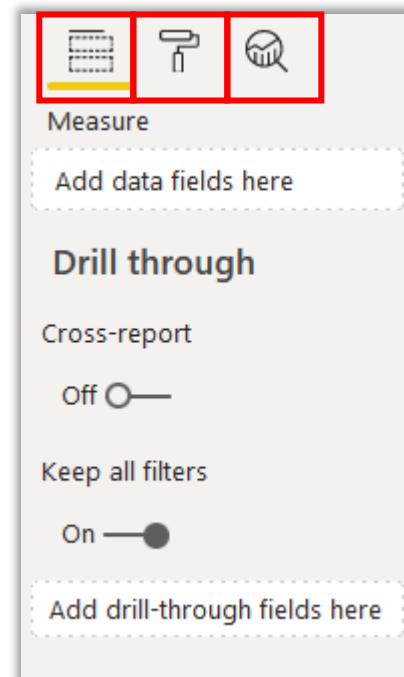 Measure
Add data fields here
Drill through
Cross-report
Off
Keep all filters
On
Add drill-through fields here